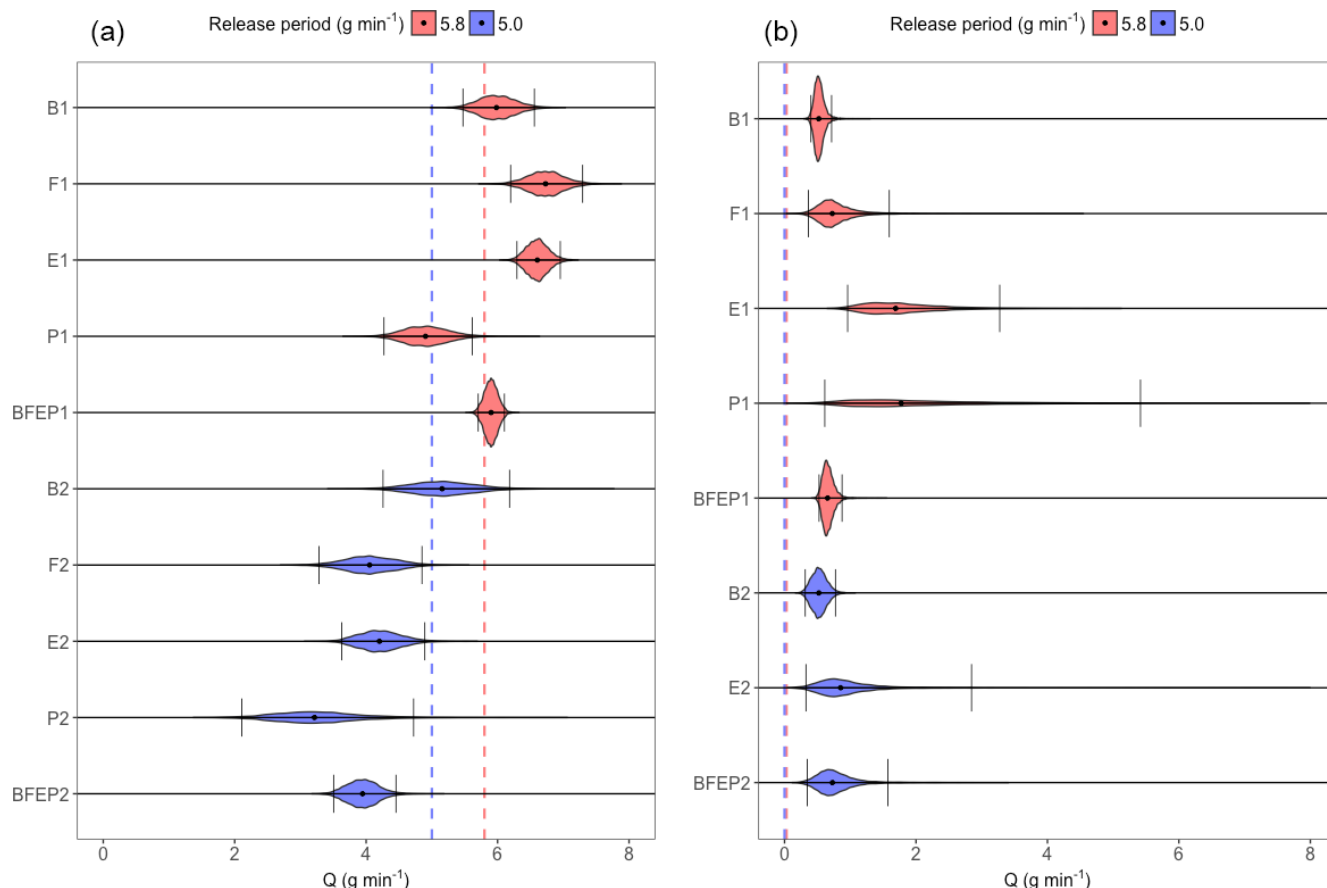 (a)
Release period (g min⁻¹) 5.8 5.0
B1
F1
E1
P1
BFEP1
B2
F2
E2
P2
BFEP2
0 2 4 6 8
Q (g min⁻¹)
(b)
Release period (g min⁻¹) 5.8 5.0
B1
F1
E1
P1
BFEP1
B2
E2
BFEP2
0 2 4 6 8
Q (g min⁻¹)